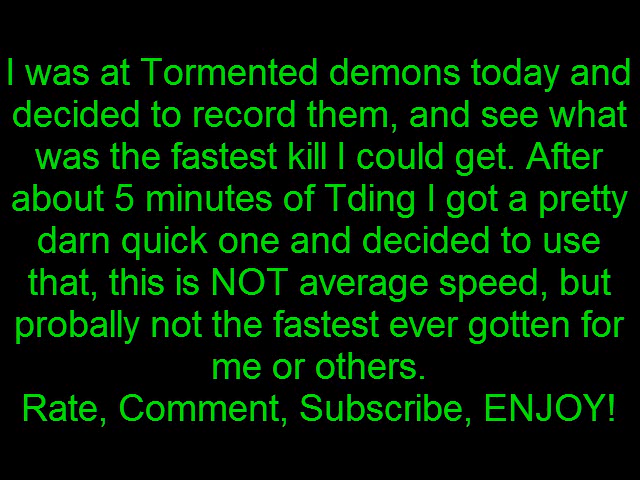 I was at Tormented demons today and
decided to record them, and see what
was the fastest kill I could get. After
about 5 minutes of Tding I got a pretty
darn quick one and decided to use
that, this is NOT average speed, but
probally not the fastest ever gotten for
me or others.
Rate, Comment, Subscribe, ENJOY!